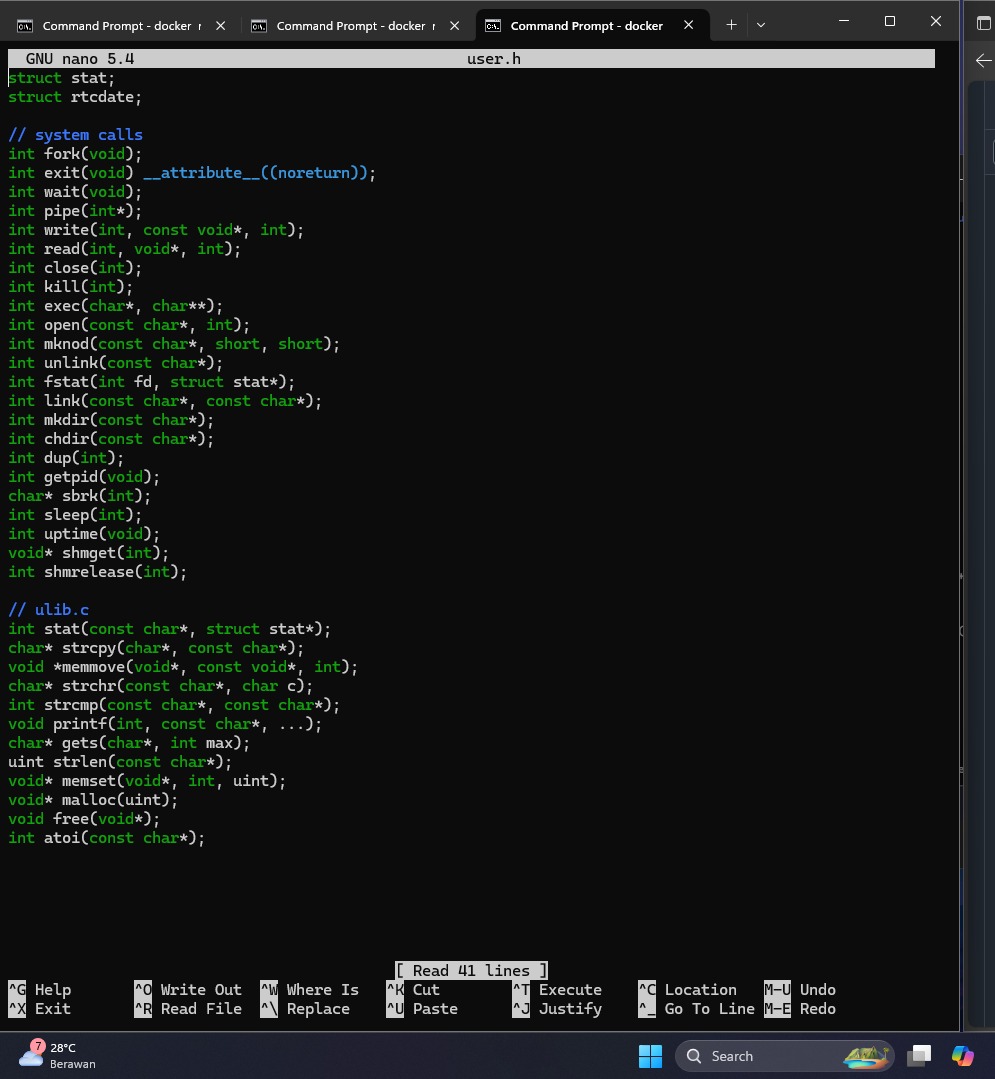 Command Prompt - docker
Command Prompt - docker
Command Prompt - docker
GNU nano 5.4 user.h
struct stat;
struct rtcdate;
// system calls
int fork(void);
int exit(void) __attribute__((noreturn));
int wait(void);
int pipe(int*);
int write(int, const void*, int);
int read(int, void*, int);
int close(int);
int kill(int);
int exec(char*, char**);
int open(const char*, int);
int mknod(const char*, short, short);
int unlink(const char*);
int fstat(int fd, struct stat*);
int link(const char*, const char*);
int mkdir(const char*);
int chdir(const char*);
int dup(int);
int getpid(void);
char* sbrk(int);
int sleep(int);
int uptime(void);
void* shmget(int);
int shmrelease(int);
// ulib.c
int stat(const char*, struct stat*);
char* strcpy(char*, const char*);
void *memmove(void*, const void*, int);
char* strchr(const char*, char c);
int strcmp(const char*, const char*);
void printf(int, const char*, ...);
char* gets(char*, int max);
uint strlen(const char*);
void* memset(void*, int, uint);
void* malloc(uint);
void free(void*);
int atoi(const char*);
[ Read 41 lines ]
^G Help ^O Write Out ^W Where Is ^K Cut ^T Execute ^C Location M-U Undo
^X Exit ^R Read File ^\ Replace ^U Paste ^J Justify ^_ Go To Line M-E Redo
7
28°C
Berawan
Search